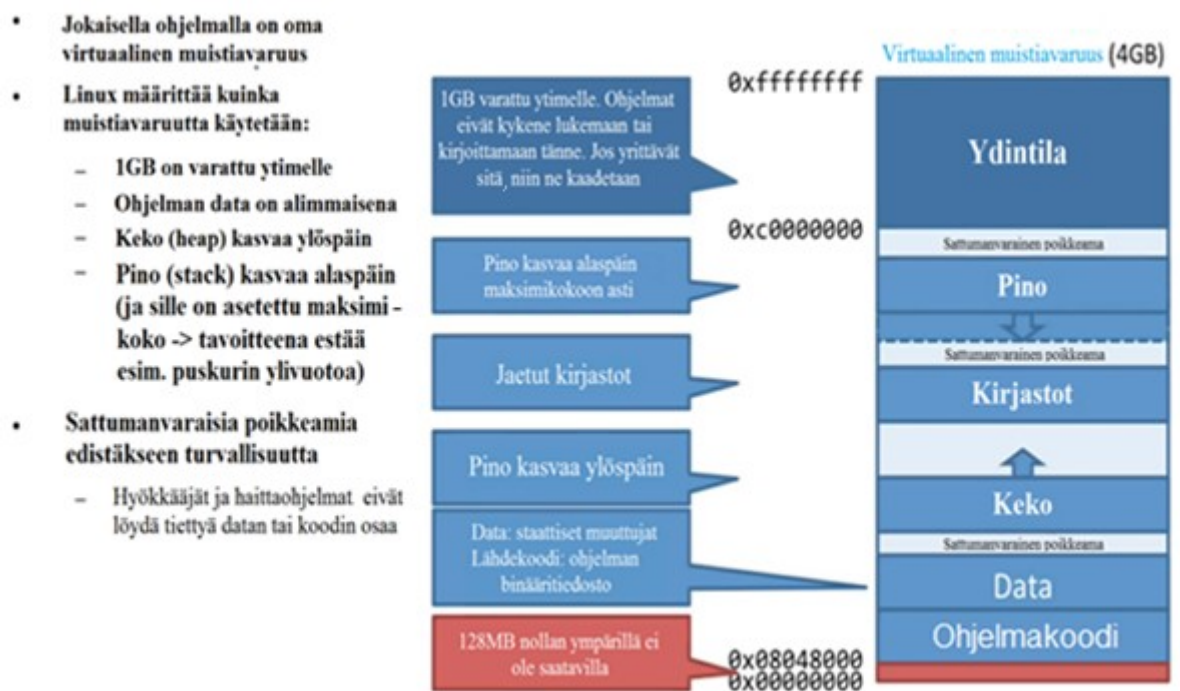 Jokaisella ohjelmalla on oma
virtuaalinen muistiavaruus
Linux määrittää kuinka
muistiavaruutta käytetään:
– 1GB on varattu ytimelle
– Ohjelman data on alimmaisena
– Keko (heap) kasvaa ylöspäin
– Pino (stack) kasvaa alaspäin
(ja sille on asetettu maksimi -
koko -> tavoitteena estää
esim. puskurin ylivuotoa)
Sattumanvaraisia poikkeamia
edistäkseen turvallisuutta
– Hyökkääjät ja haittaohjelmat eivät
löydä tiettyä datan tai koodin osaa
1GB varattu ytimelle. Ohjelmat
eivät kykene lukemaan tai
kirjoittamaan tänne. Jos yrittävät
sitä, niin ne kaadetaan
Pino kasvaa alaspäin
maksimikokoon asti
Jaetut kirjastot
Pino kasvaa ylöspäin
Data: staattiset muuttujat
Lähdekoodi: ohjelman
binääritiedosto
128MB nollan ympärillä ei
ole saatavilla
Virtuaalinen muistiavaruus (4GB)
0xffffffff
Ydintila
0xc0000000
Sattumanvarainen poikkeama
Pino
Sattumanvarainen poikkeama
Kirjastot
Keko
Sattumanvarainen poikkeama
Data
Ohjelmakoodi
0x08048000
0x00000000